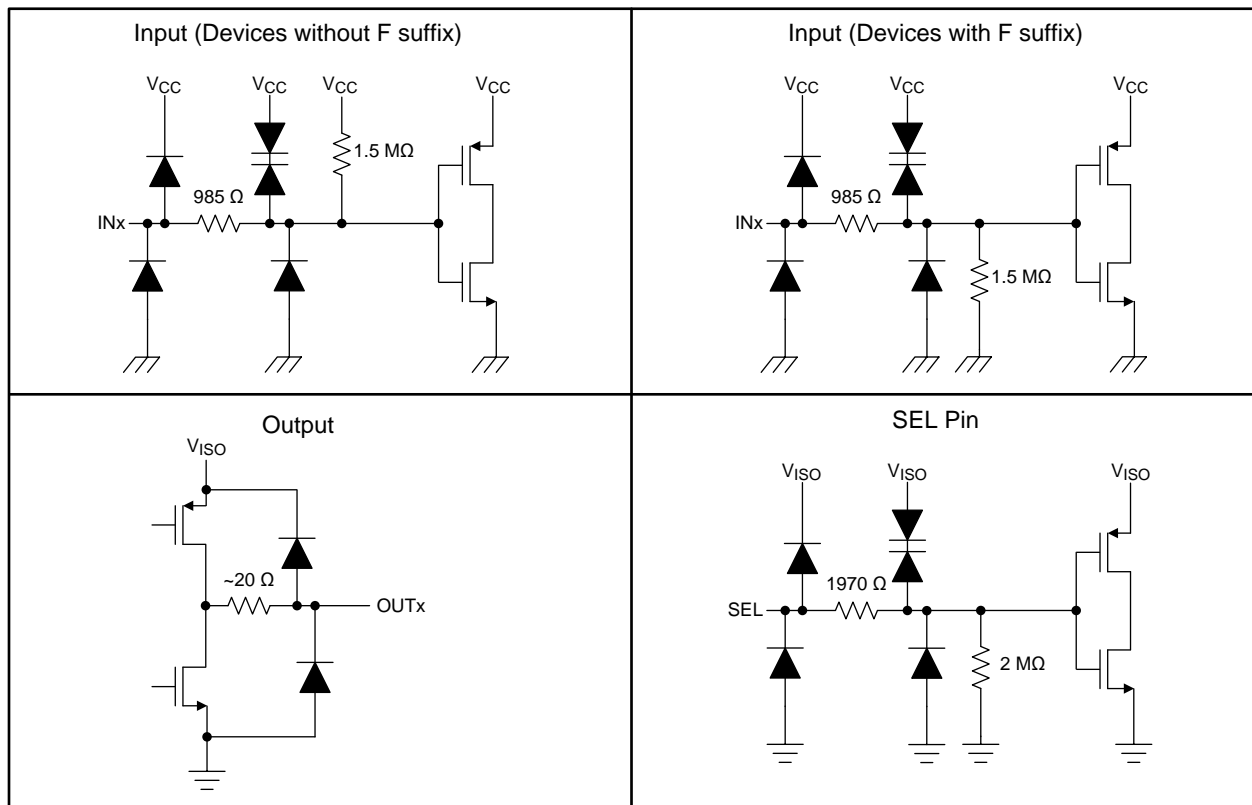 Input (Devices without F suffix)
VCC VCC VCC VCC
1.5 MΩ
985 Ω
INx
Input (Devices with F suffix)
VCC VCC VCC
985 Ω
INx
1.5 MΩ
Output
VISO
~20 Ω
OUTx
SEL Pin
VISO VISO VISO
1970 Ω
SEL
2 MΩ